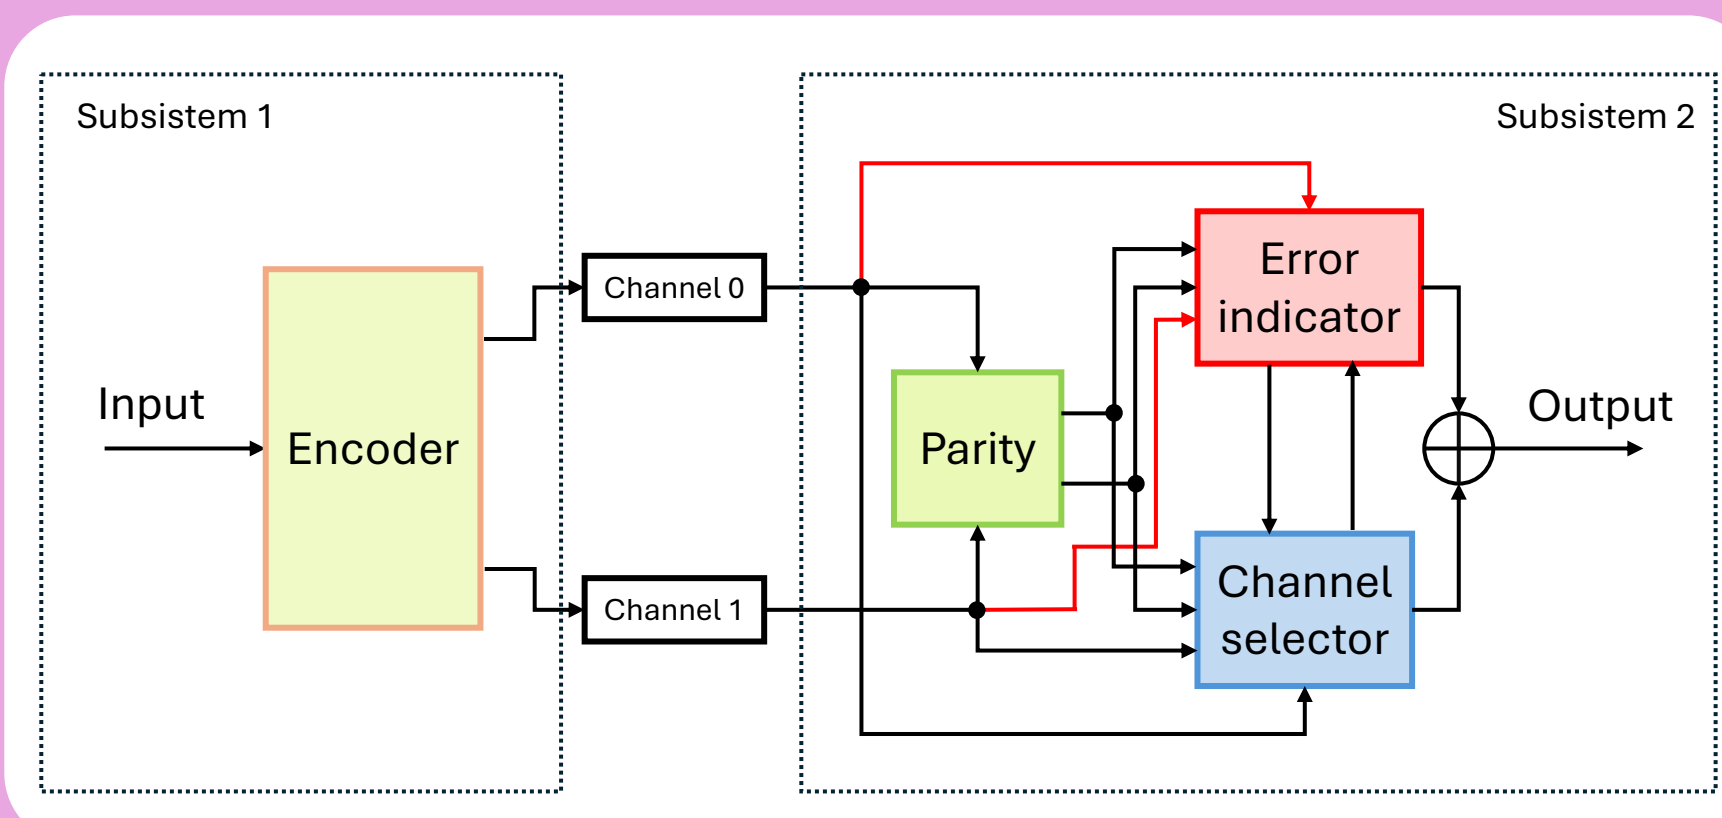 Subsistem 1
Subsistem 2
Error
indicator
Channel 0
Input
Output
Encoder
Parity
Channel
selector
Channel 1